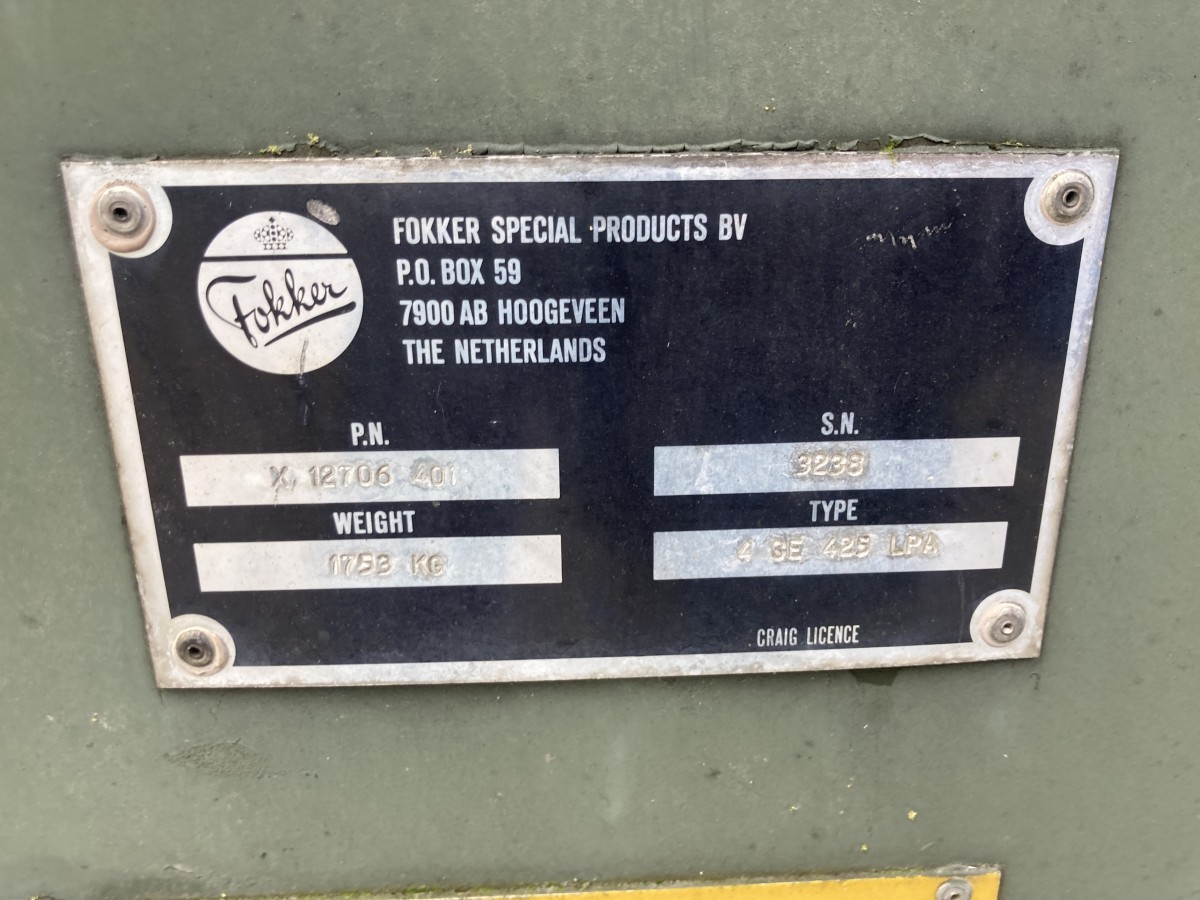 Fokker
FOKKER SPECIAL PRODUCTS BV
P.O. BOX 59
7900 AB HOOGEVEEN
THE NETHERLANDS
P.N.
X, 12706 401
S.N.
3238
WEIGHT
1753 KG
TYPE
4 GE 425 LPA
CRAIG LICENCE